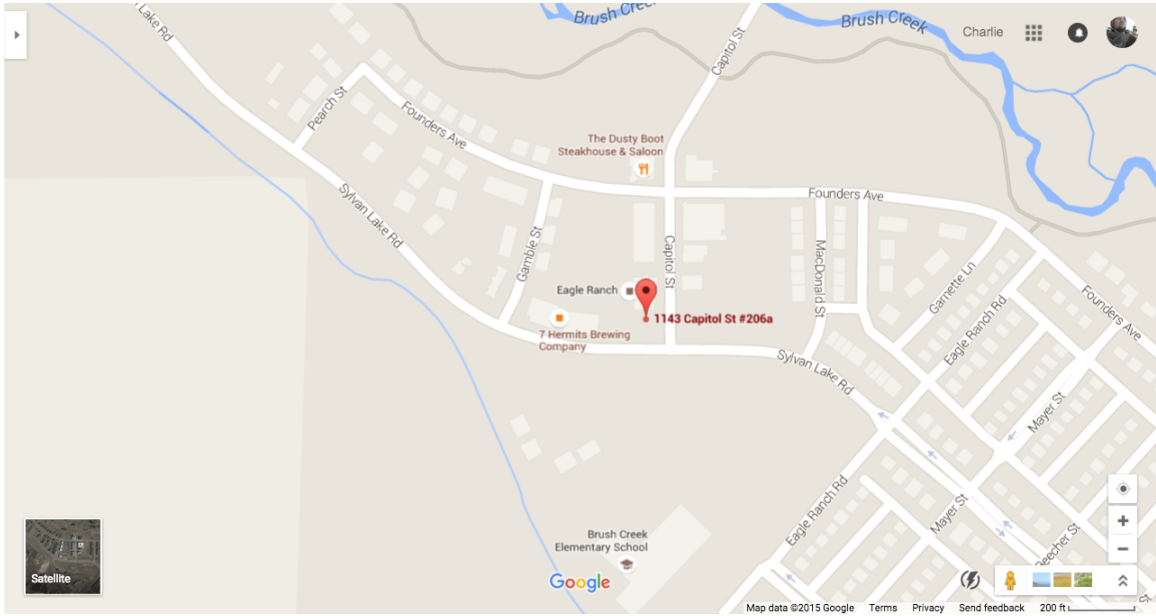 Brush Creek
Brush Creek
Charlie
Sylvan Lake Rd
Capitol St
Pearch St
Founders Ave
The Dusty Boot
Steakhouse & Saloon
Founders Ave
Sylvan Lake Rd
Gamble St
Capitol St
MacDonald St
Garnette Ln
Eagle Ranch Rd
Founders Ave
Eagle Ranch
1143 Capitol St #206a
7 Hermits Brewing
Company
Sylvan Lake Rd
Mayer St
Eagle Ranch Rd
Mayer St
Beecher St
Brush Creek
Elementary School
Satellite
Google
Map data ©2015 Google
Terms
Privacy
Send feedback
200 ft